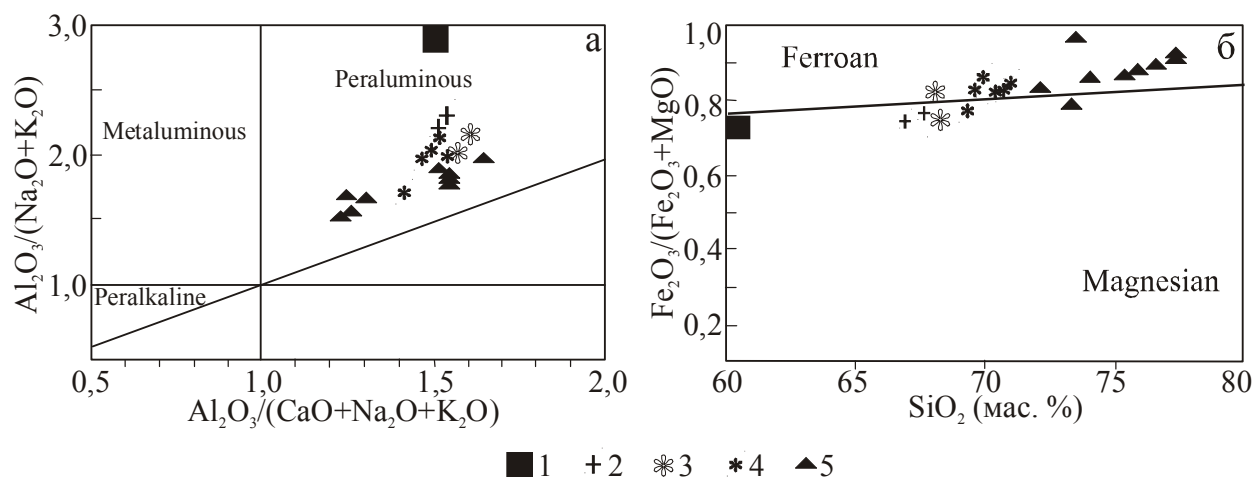 а
3,0
2,0
1,0
Peraluminous
Metaluminous
Peralkaline
Al₂O₃/(Na₂O+K₂O)
0,5 1,0 1,5 2,0
Al₂O₃/(CaO+Na₂O+K₂O)
б
1,0
0,8
0,6
0,4
0,2
Ferroan
Magnesian
Fe₂O₃/(Fe₂O₃+MgO)
60 65 70 75 80
SiO₂ (мас. %)
1 2 3 4 5